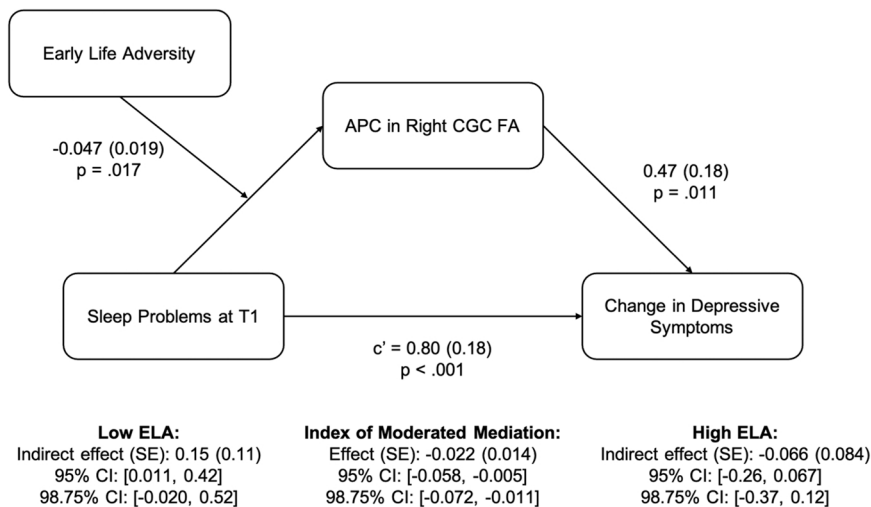 Early Life Adversity
APC in Right CGC FA
-0.047 (0.019)
p = .017
0.47 (0.18)
p = .011
Sleep Problems at T1
Change in Depressive
Symptoms
c’ = 0.80 (0.18)
p < .001
Low ELA:
Indirect effect (SE): 0.15 (0.11)
95% CI: [0.011, 0.42]
98.75% CI: [-0.020, 0.52]
Index of Moderated Mediation:
Effect (SE): -0.022 (0.014)
95% CI: [-0.058, -0.005]
98.75% CI: [-0.072, -0.011]
High ELA:
Indirect effect (SE): -0.066 (0.084)
95% CI: [-0.26, 0.067]
98.75% CI: [-0.37, 0.12]